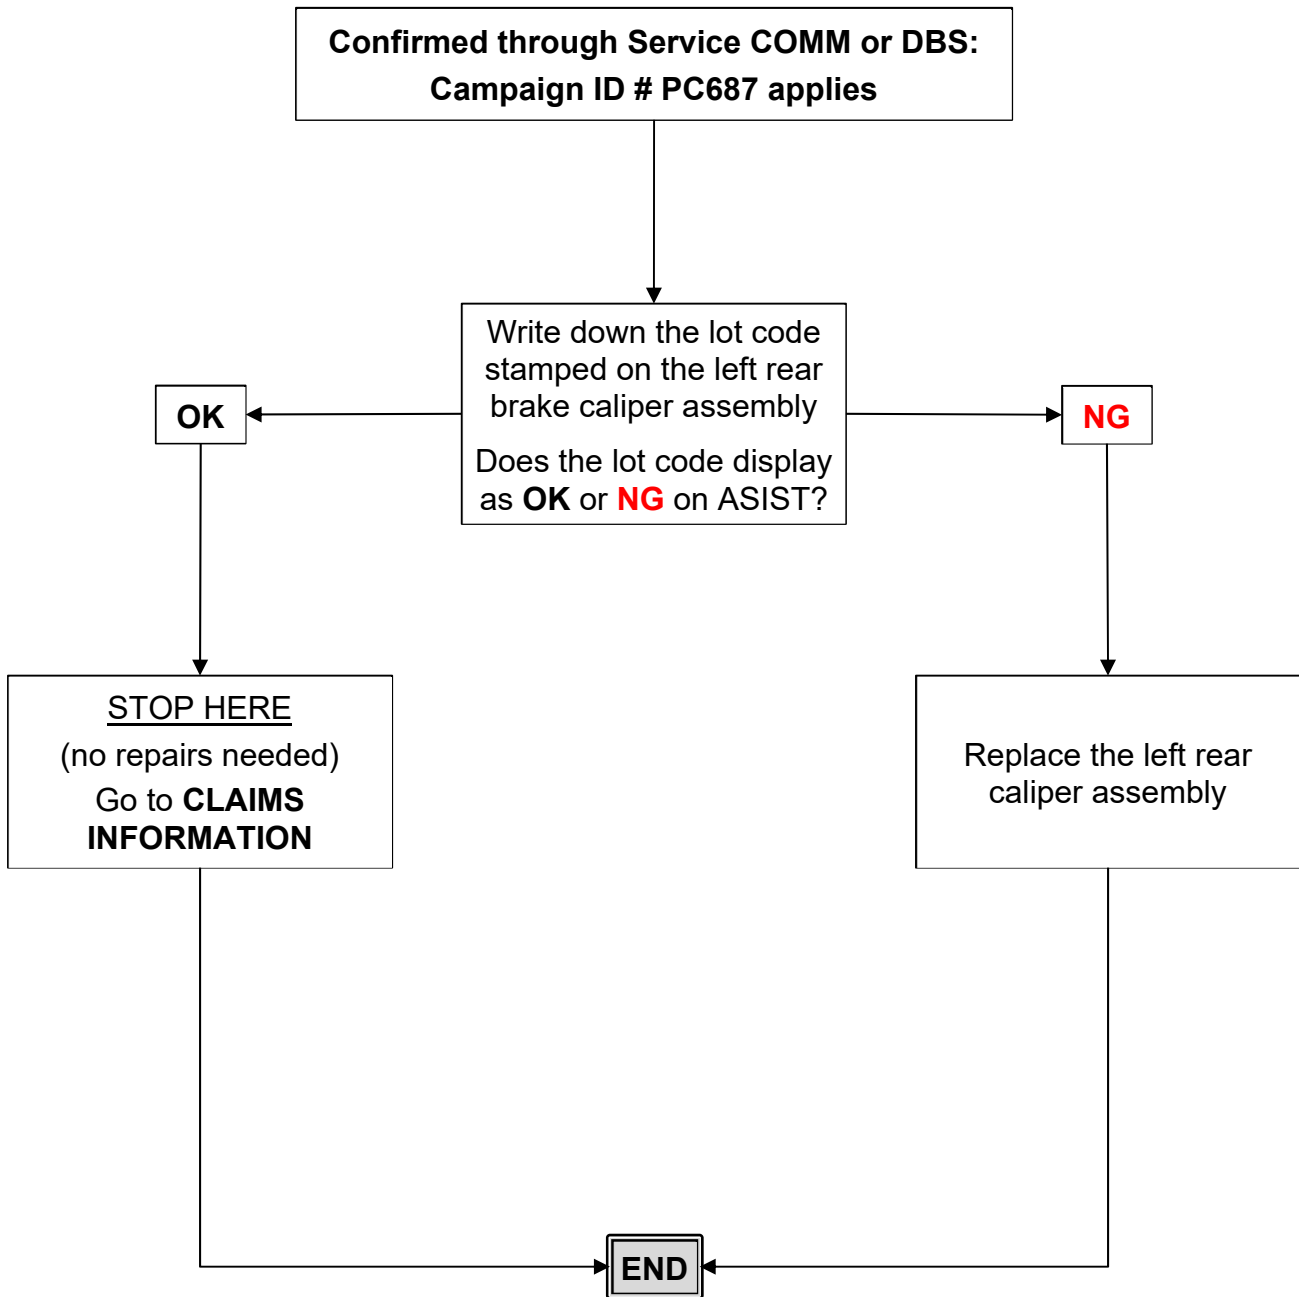 Confirmed through Service COMM or DBS:
Campaign ID # PC687 applies
Write down the lot code
stamped on the left rear
brake caliper assembly
Does the lot code display
as OK or NG on ASIST?
OK
NG
STOP HERE
(no repairs needed)
Go to CLAIMS
INFORMATION
Replace the left rear
caliper assembly
END